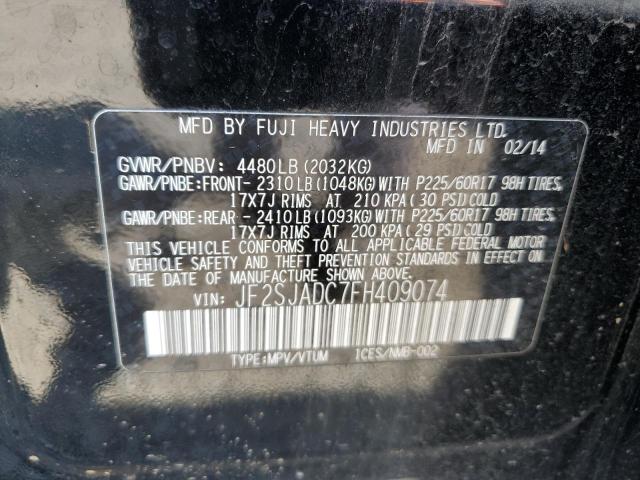 MFD BY FUJI HEAVY INDUSTRIES LTD.
MFD IN 02/14
GVWR/PNBV: 4480LB(2032KG)
GAWR/PNBE:FRONT- 2310LB(1048KG)WITH P225/60R17 98H TIRES,
17X7J RIMS AT 210 KPA(30 PSI)COLD
GAWR/PNBE:REAR -2410LB(1093KG)WITH P225/60R17 98H TIRES,
17X7J RIMS AT 200 KPA(29 PSI)COLD
THIS VEHICLE CONFORMS TO ALL APPLICABLE FEDERAL MOTOR
VEHICLE SAFETY AND THEFT PREVENTION STANDARDS
IN EFFECT ON THE DATE OF MANUFACTURE SHOWN ABOVE.
VIN: JF2SJADC7FH409074
TYPE:MPV/VTUM ICES/NMB-002